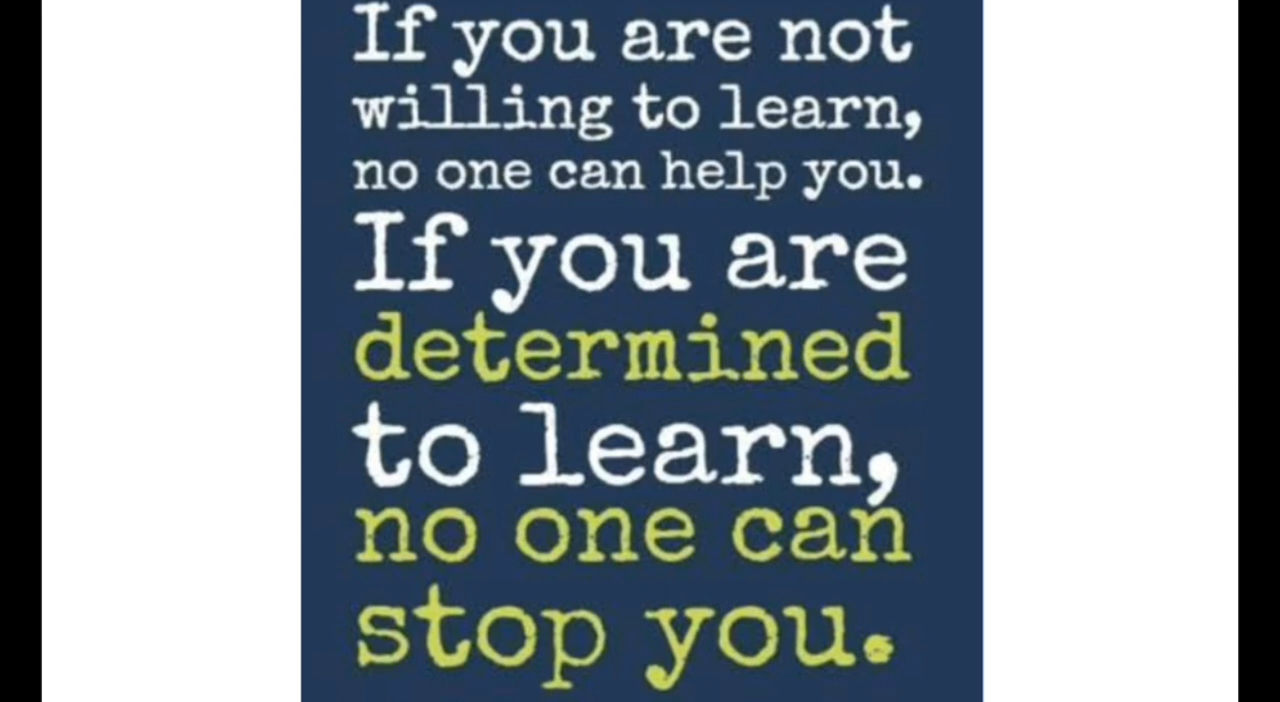 If you are not
willing to learn,
no one can help you.
If you are
determined
to learn,
no one can
stop you.